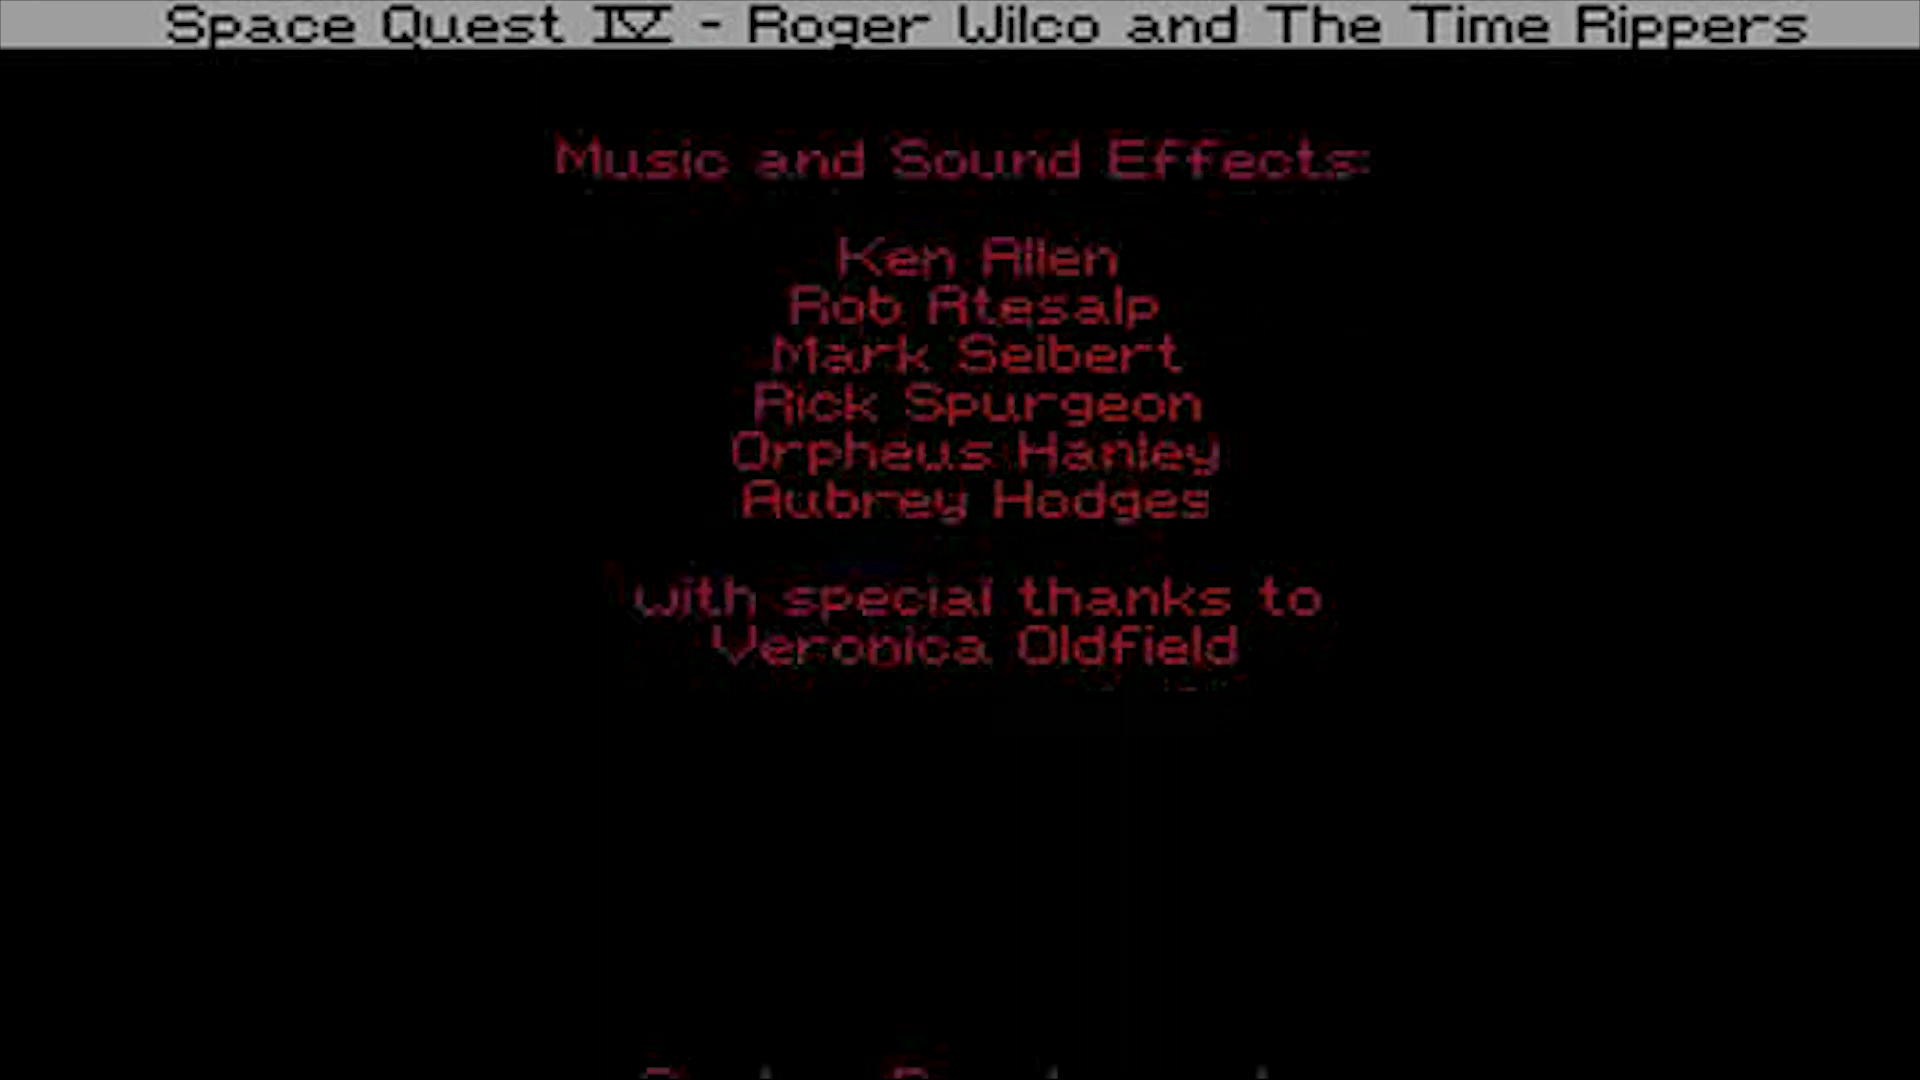 Space Quest IV - Roger Wilco and The Time Rippers
Music and Sound Effects:
Ken Allen
Rob Atesalp
Mark Seibert
Rick Spurgeon
Orpheus Hanley
Aubrey Hodges
with special thanks to
Veronica Oldfield